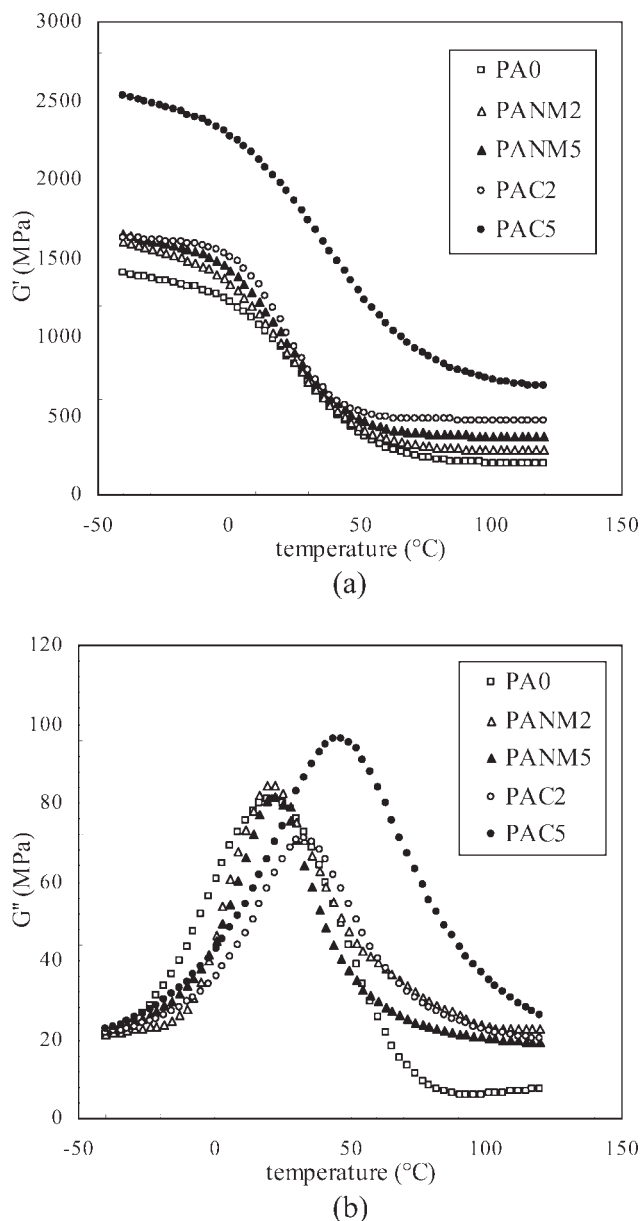 3000
2500
2000
1500
1000
500
0
G' (MPa)
-50 0 50 100 150
temperature (°C)
PA0
PANM2
PANM5
PAC2
PAC5
(a)
120
100
80
60
40
20
0
G" (MPa)
-50 0 50 100 150
temperature (°C)
PA0
PANM2
PANM5
PAC2
PAC5
(b)